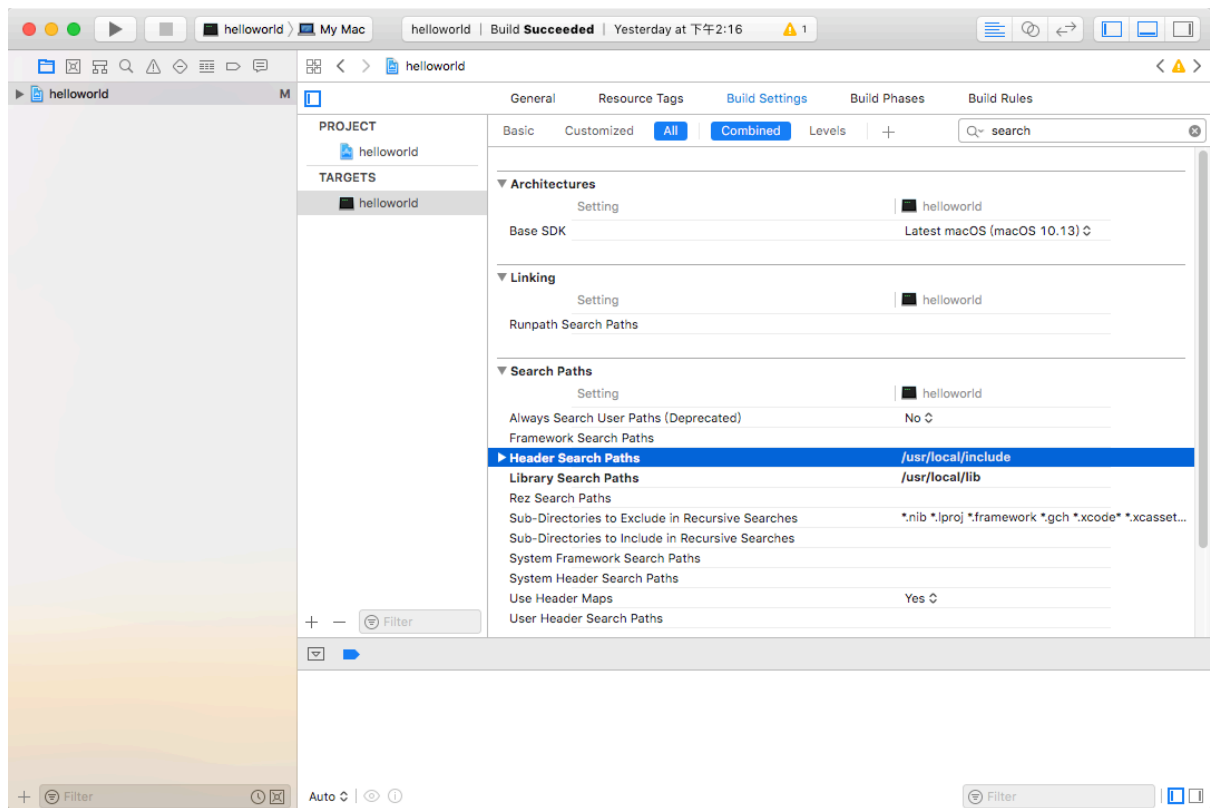 helloworld My Mac helloworld | Build Succeeded | Yesterday at 下午2:16 1
helloworld
helloworld M
General Resource Tags Build Settings Build Phases Build Rules
PROJECT
helloworld
TARGETS
helloworld
Basic Customized All Combined Levels + search
Architectures
Setting helloworld
Base SDK Latest macOS (macOS 10.13)
Linking
Setting helloworld
Runpath Search Paths
Search Paths
Setting helloworld
Always Search User Paths (Deprecated) No
Framework Search Paths
Header Search Paths /usr/local/include
Library Search Paths /usr/local/lib
Rez Search Paths
Sub-Directories to Exclude in Recursive Searches *.nib *.lproj *.framework *.gch *.xcode* *.xcasset...
Sub-Directories to Include in Recursive Searches
System Framework Search Paths
System Header Search Paths
Use Header Maps Yes
User Header Search Paths
+ − Filter
+ Filter
Auto Filter